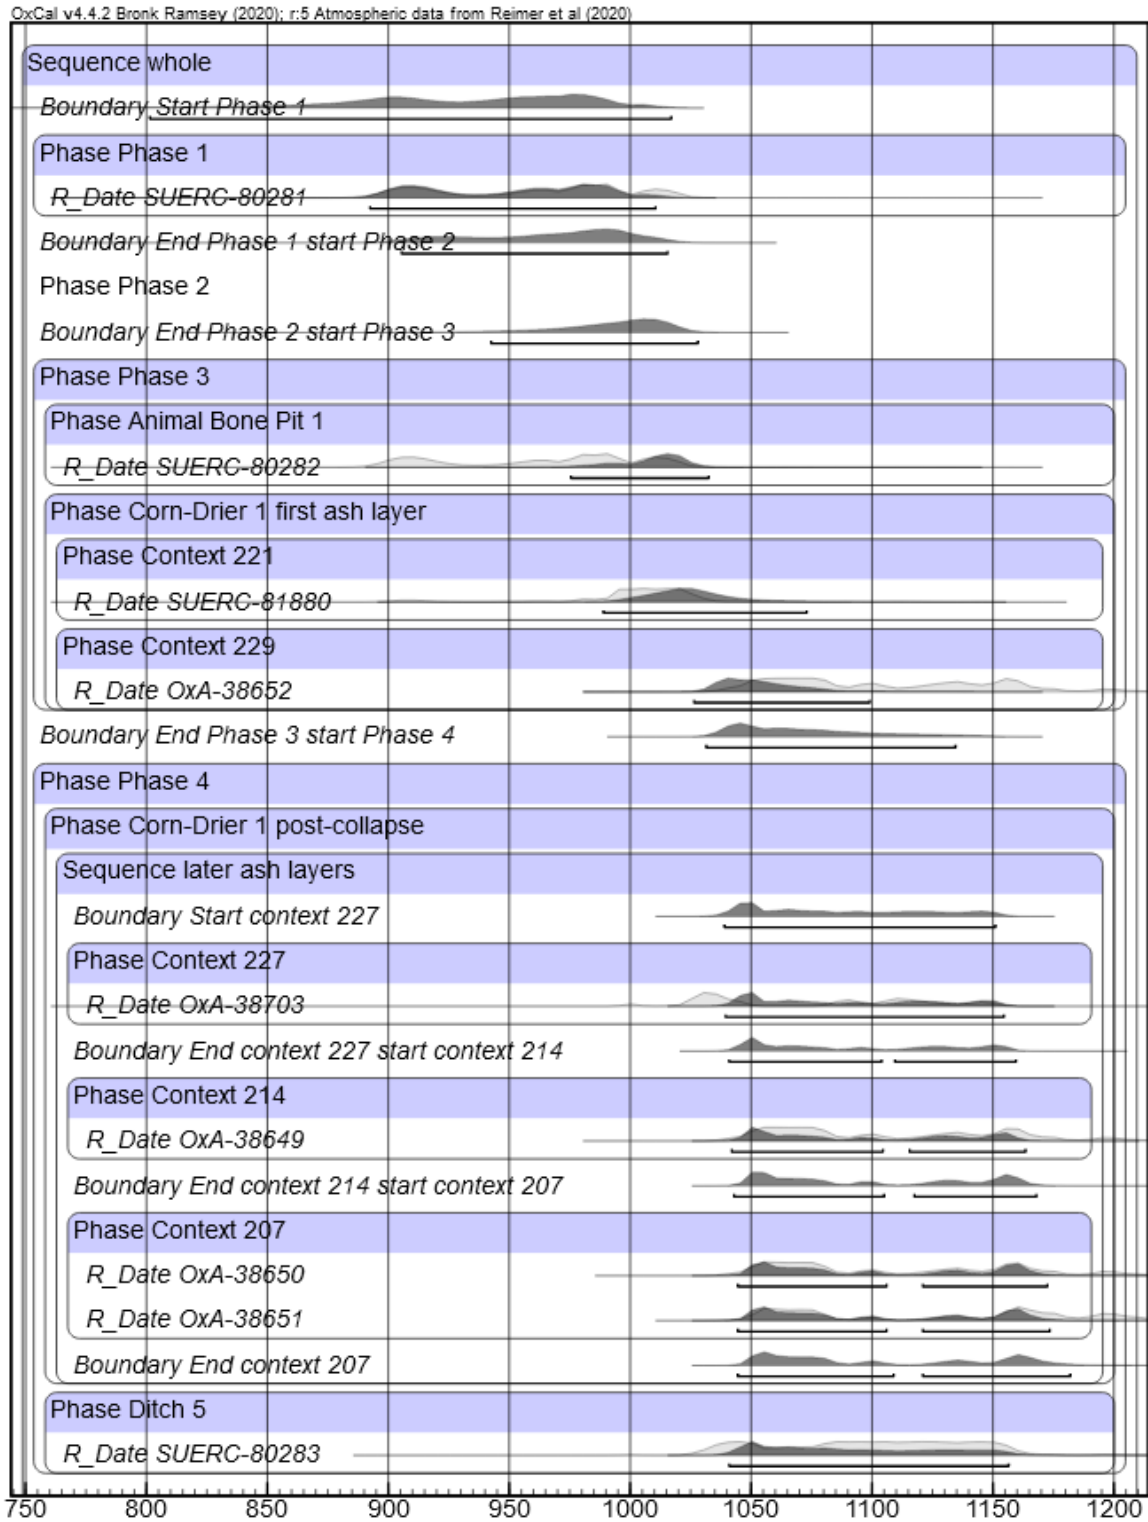 OxCal v4.4.2 Bronk Ramsey (2020); r:5 Atmospheric data from Reimer et al (2020)
Sequence whole
Boundary Start Phase 1
Phase Phase 1
R_Date SUERC-80281
Boundary End Phase 1 start Phase 2
Phase Phase 2
Boundary End Phase 2 start Phase 3
Phase Phase 3
Phase Animal Bone Pit 1
R_Date SUERC-80282
Phase Corn-Drier 1 first ash layer
Phase Context 221
R_Date SUERC-81880
Phase Context 229
R_Date OxA-38652
Boundary End Phase 3 start Phase 4
Phase Phase 4
Phase Corn-Drier 1 post-collapse
Sequence later ash layers
Boundary Start context 227
Phase Context 227
R_Date OxA-38703
Boundary End context 227 start context 214
Phase Context 214
R_Date OxA-38649
Boundary End context 214 start context 207
Phase Context 207
R_Date OxA-38650
R_Date OxA-38651
Boundary End context 207
Phase Ditch 5
R_Date SUERC-80283
750 800 850 900 950 1000 1050 1100 1150 1200